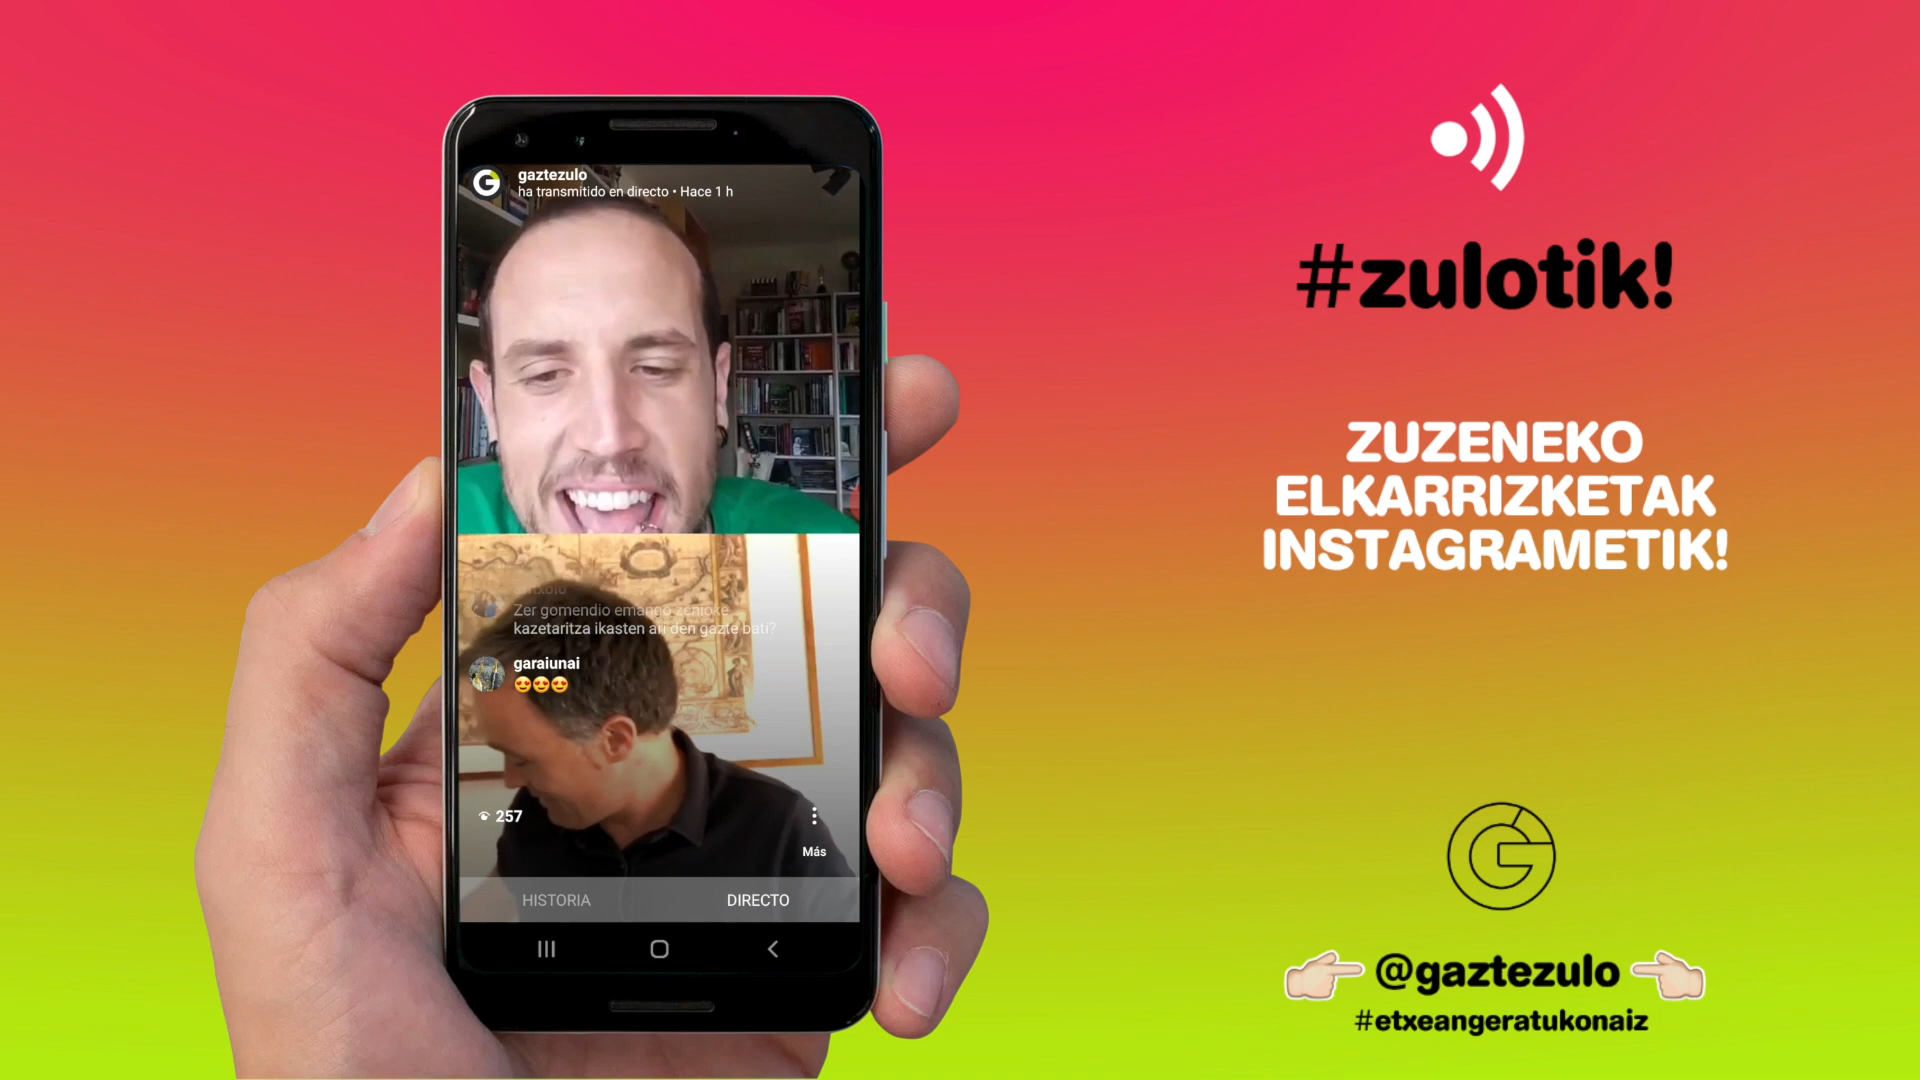 gaztezulo
ha transmitido en directo • Hace 1 h
Zer gomendio emango zenioke
kazetaritza ikasten ari den gazte bati?
garaiunai
😍😍😍
257
Más
HISTORIA
DIRECTO
#zulotik!
ZUZENEKO
ELKARRIZKETAK
INSTAGRAMETIK!
@gaztezulo
#etxeangeratukonaiz